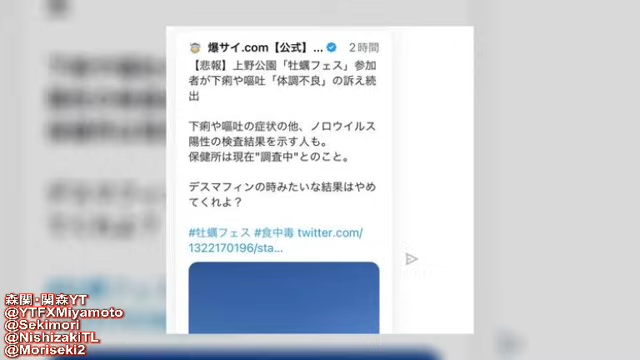 爆サイ.com【公式】... 2時間
【悲報】上野公園「牡蠣フェス」参加
者が下痢や嘔吐「体調不良」の訴え続
出
下痢や嘔吐の症状の他、ノロウイルス
陽性の検査結果を示す人も。
保健所は現在"調査中"とのこと。
デスマフィンの時みたいな結果はやめ
てくれよ?
#牡蠣フェス #食中毒 twitter.com/
1322170196/sta...
森関・関森YT
@YTFXMiyamoto
@Sekimori
@NishizakiTL
@Moriseki2